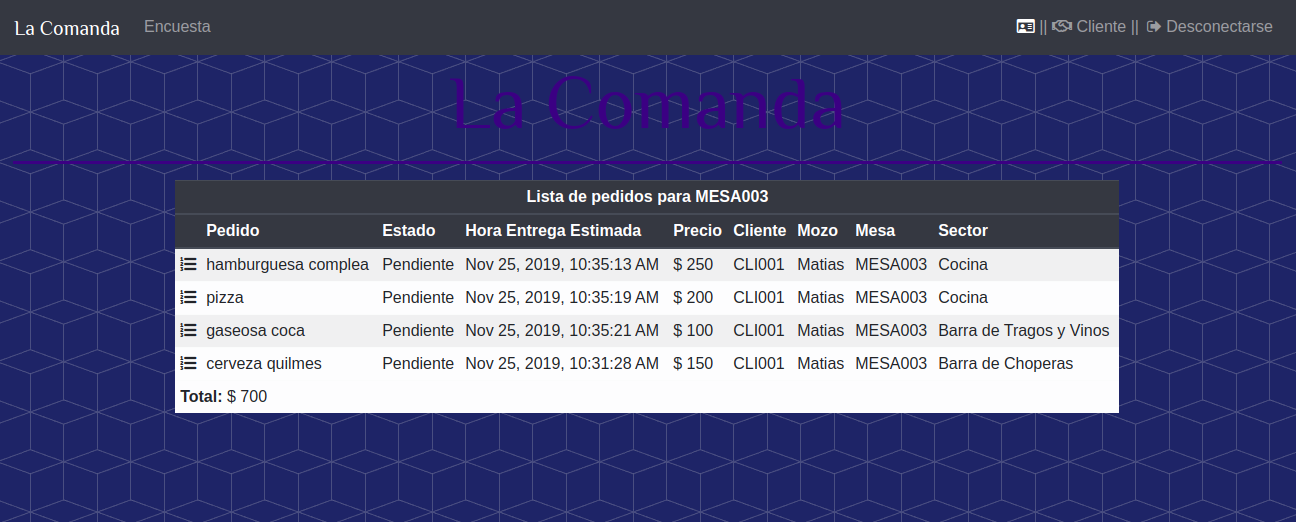 La Comanda Encuesta || Cliente || Desconectarse
La Comanda
Lista de pedidos para MESA003
Pedido Estado Hora Entrega Estimada Precio Cliente Mozo Mesa Sector
hamburguesa complea Pendiente Nov 25, 2019, 10:35:13 AM $ 250 CLI001 Matias MESA003 Cocina
pizza Pendiente Nov 25, 2019, 10:35:19 AM $ 200 CLI001 Matias MESA003 Cocina
gaseosa coca Pendiente Nov 25, 2019, 10:35:21 AM $ 100 CLI001 Matias MESA003 Barra de Tragos y Vinos
cerveza quilmes Pendiente Nov 25, 2019, 10:31:28 AM $ 150 CLI001 Matias MESA003 Barra de Choperas
Total: $ 700